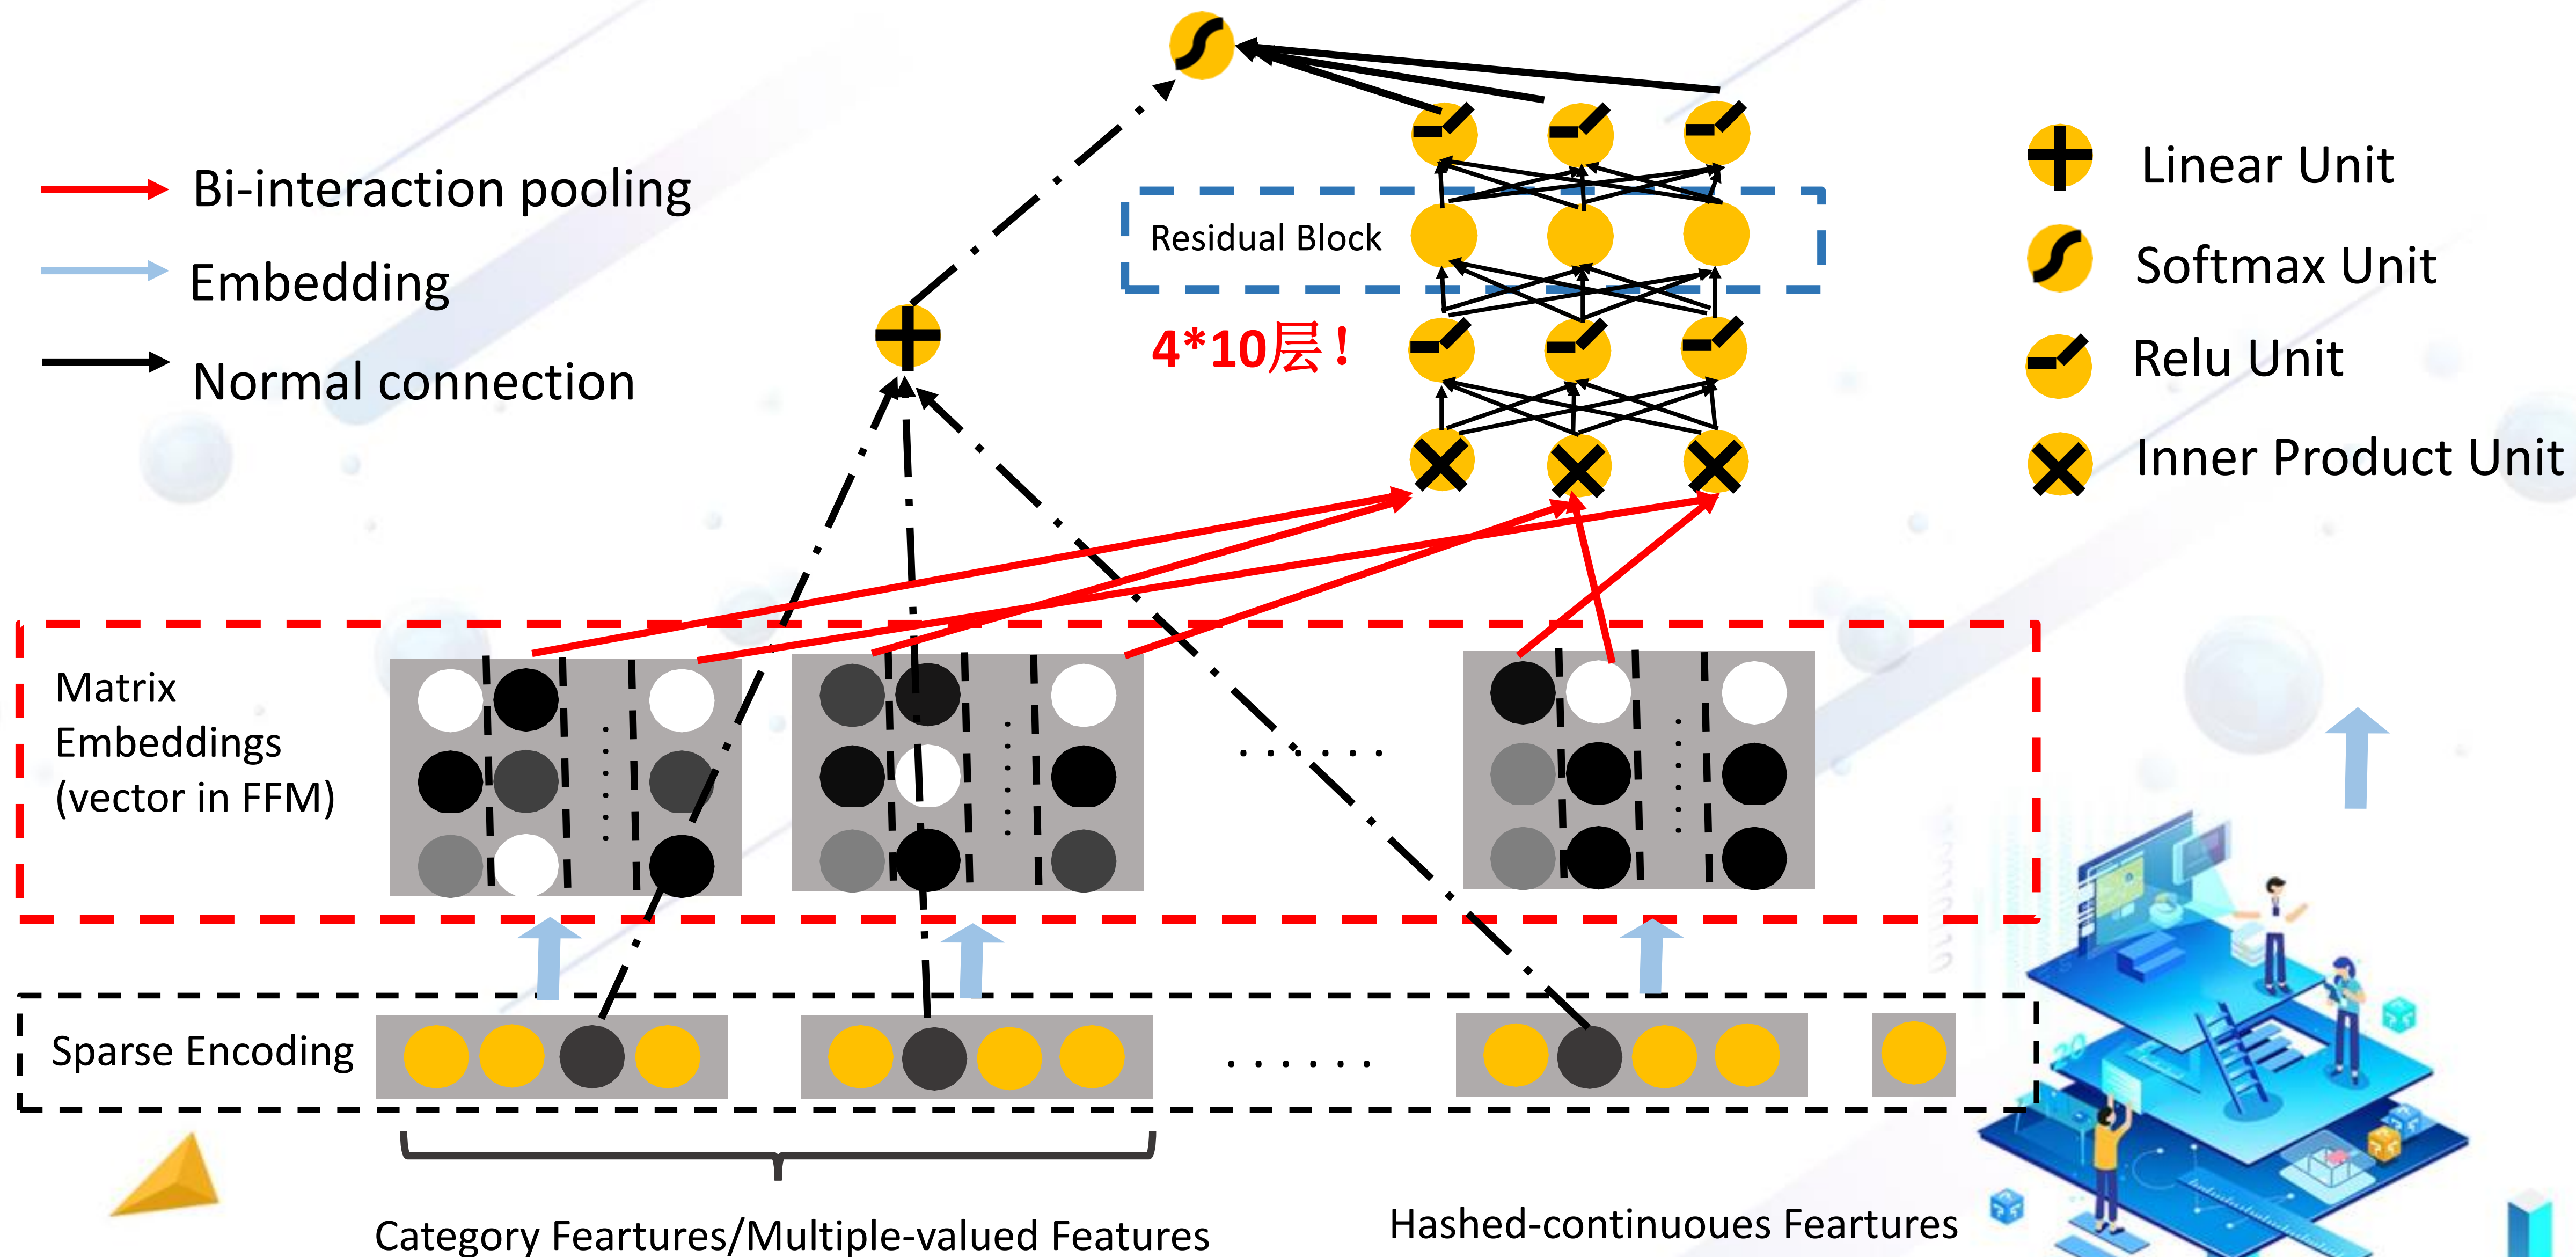 Bi-interaction pooling
Embedding
Normal connection
Residual Block
4*10层！
Linear Unit
Softmax Unit
Relu Unit
Inner Product Unit
Matrix
Embeddings
(vector in FFM)
Sparse Encoding
Category Feartures/Multiple-valued Features
Hashed-continuoues Feartures